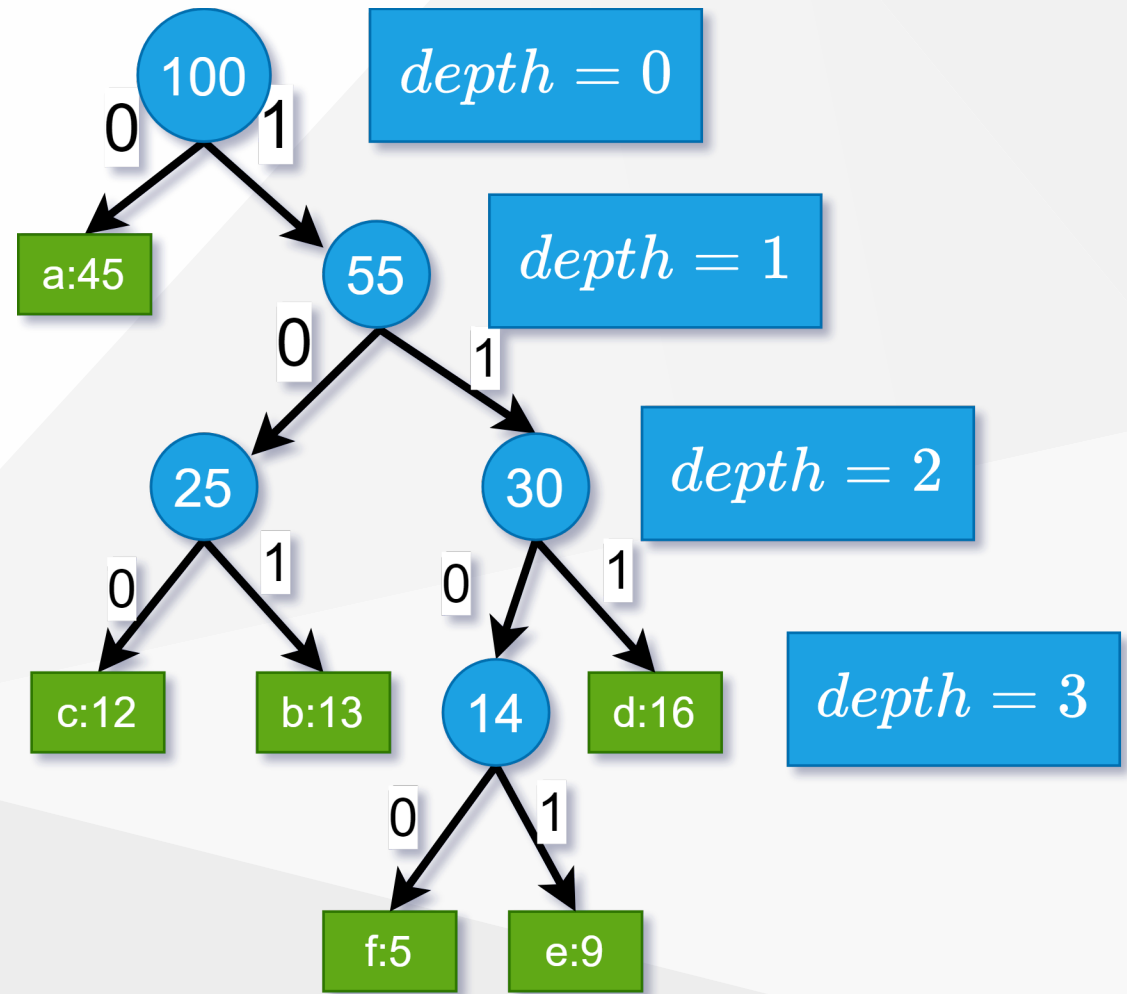 100
depth = 0
0
1
a:45
55
depth = 1
0
1
25
30
depth = 2
0
1
0
1
c:12
b:13
14
d:16
depth = 3
0
1
f:5
e:9